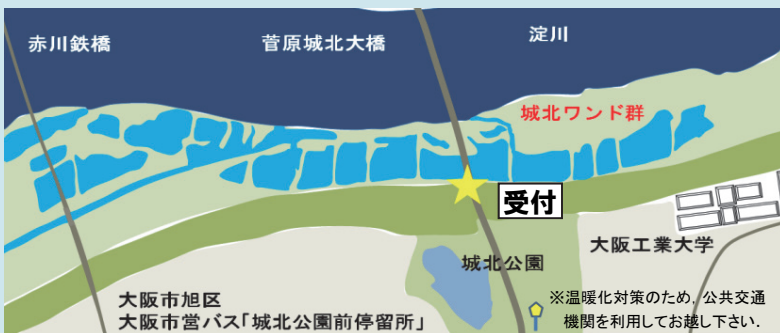 赤川鉄橋
菅原城北大橋
淀川
城北ワンド群
受付
大阪工業大学
城北公園
大阪市旭区
大阪市営バス「城北公園前停留所」
※温暖化対策のため，公共交通
機関を利用してお越し下さい．